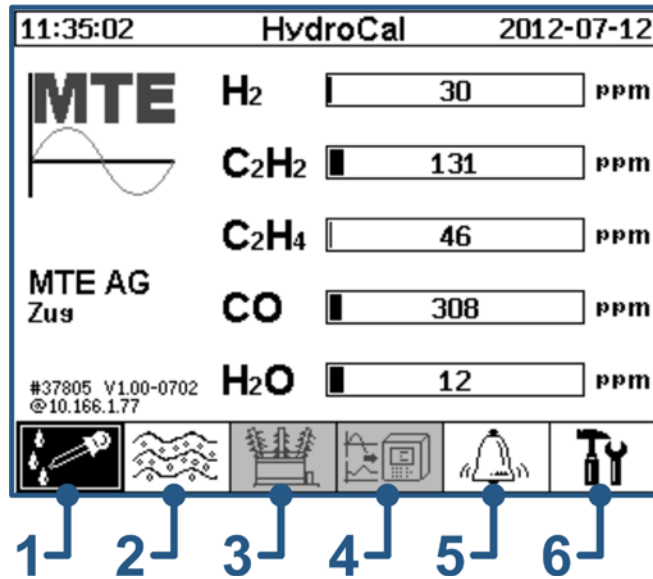 11:35:02 HydroCal 2012-07-12
MTE
H₂ 30 ppm
C₂H₂ 131 ppm
C₂H₄ 46 ppm
MTE AG
Zug
CO 308 ppm
#37805 V1.00-0702
@10.166.1.77
H₂O 12 ppm
1 2 3 4 5 6